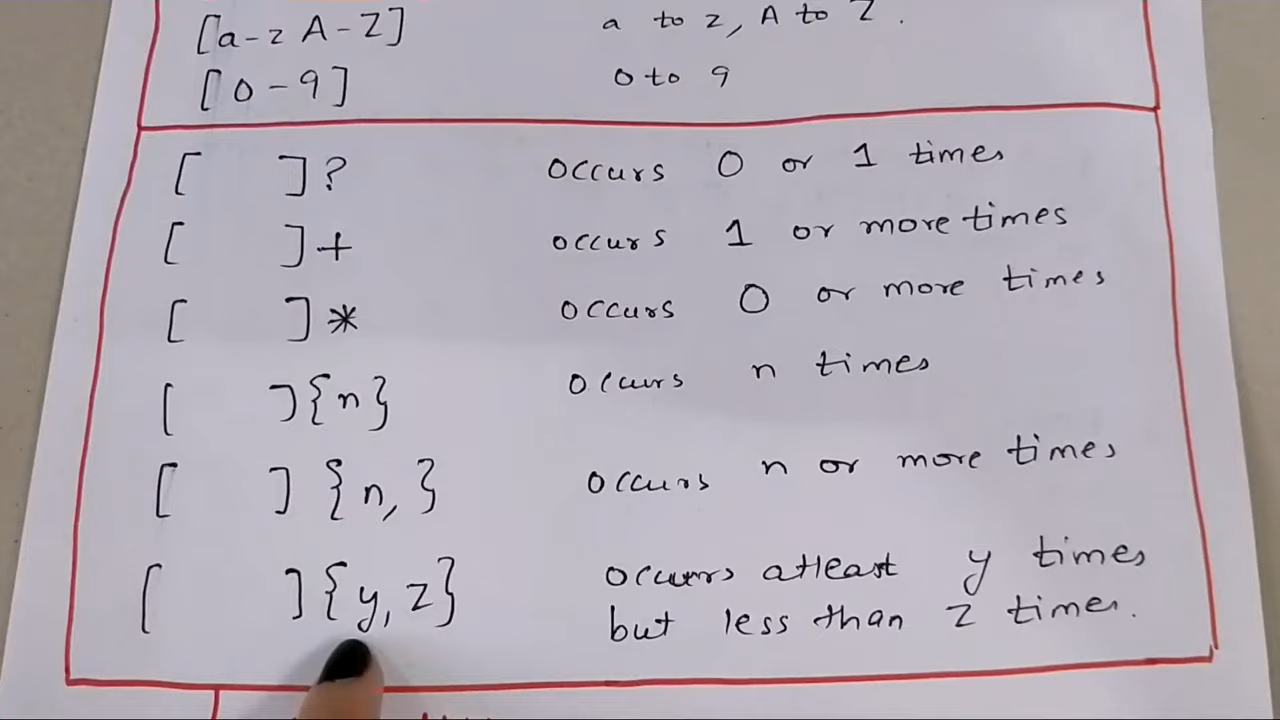 [a-z A-Z] a to z, A to Z.
[0-9] 0 to 9
[ ]? occurs 0 or 1 times
[ ]+ occurs 1 or more times
[ ]* occurs 0 or more times
[ ]{n} occurs n times
[ ]{n,} occurs n or more times
[ ]{y,z} occurs atleast y times
but less than z times.